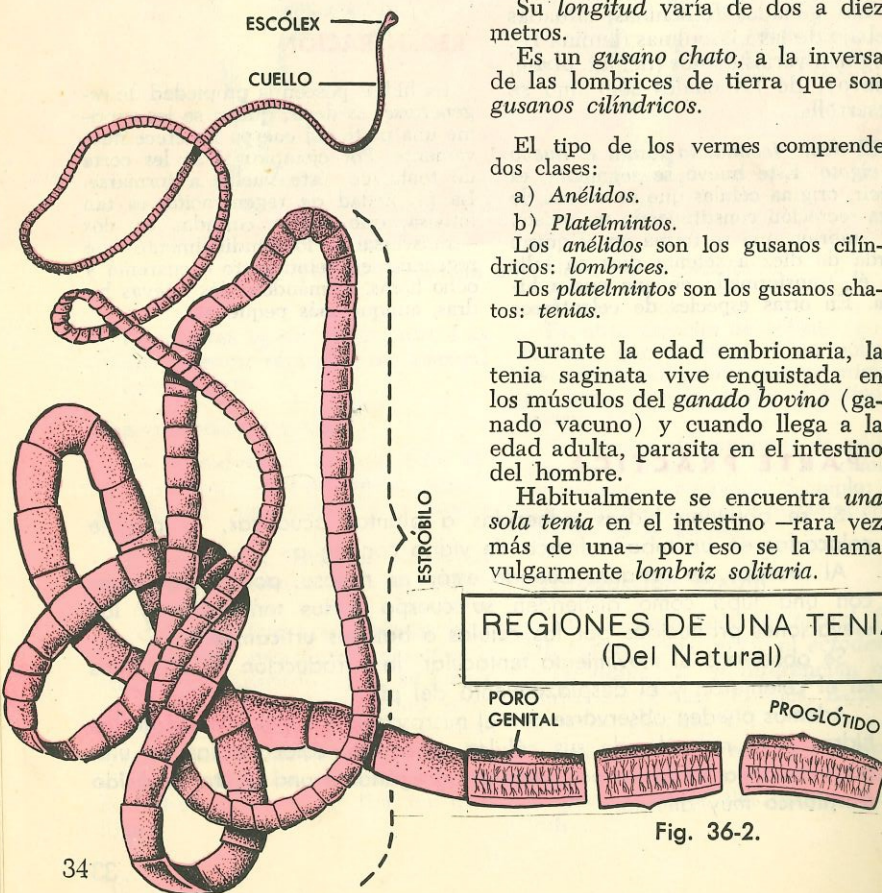 ESCÓLEX
CUELLO
Su longitud varía de dos a diez
metros.
Es un gusano chato, a la inversa
de las lombrices de tierra que son
gusanos cilíndricos.
El tipo de los vermes comprende
dos clases:
a) Anélidos.
b) Platelmintos.
Los anélidos son los gusanos cilín-
dricos: lombrices.
Los platelmintos son los gusanos cha-
tos: tenias.
Durante la edad embrionaria, la
tenia saginata vive enquistada en
los músculos del ganado bovino (ga-
nado vacuno) y cuando llega a la
edad adulta, parasita en el intestino
del hombre.
Habitualmente se encuentra una
sola tenia en el intestino —rara vez
más de una— por eso se la llama
vulgarmente lombriz solitaria.
ESTRÓBILO
REGIONES DE UNA TENIA
(Del Natural)
PORO
GENITAL
PROGLÓTIDO
Fig. 36-2.
34